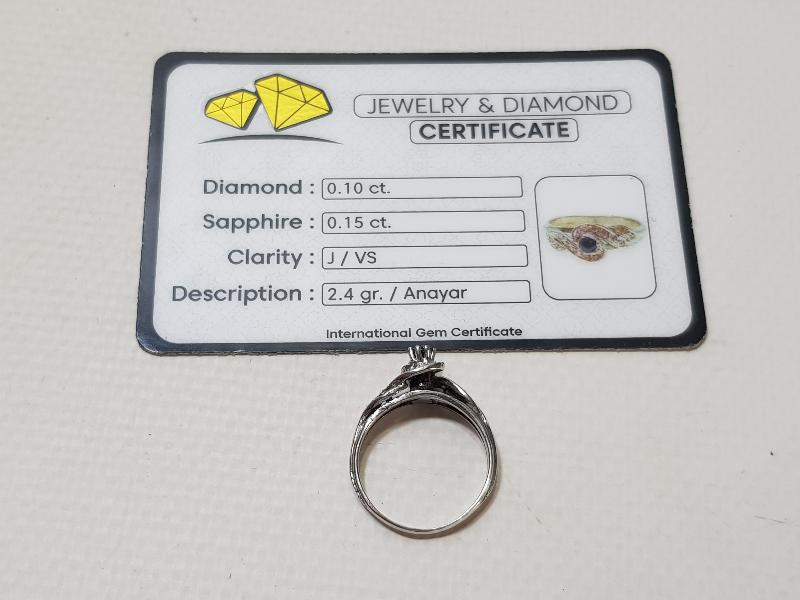 JEWELRY & DIAMOND
CERTIFICATE
Diamond : 0.10 ct.
Sapphire : 0.15 ct.
Clarity : J / VS
Description : 2.4 gr. / Anayar
International Gem Certificate